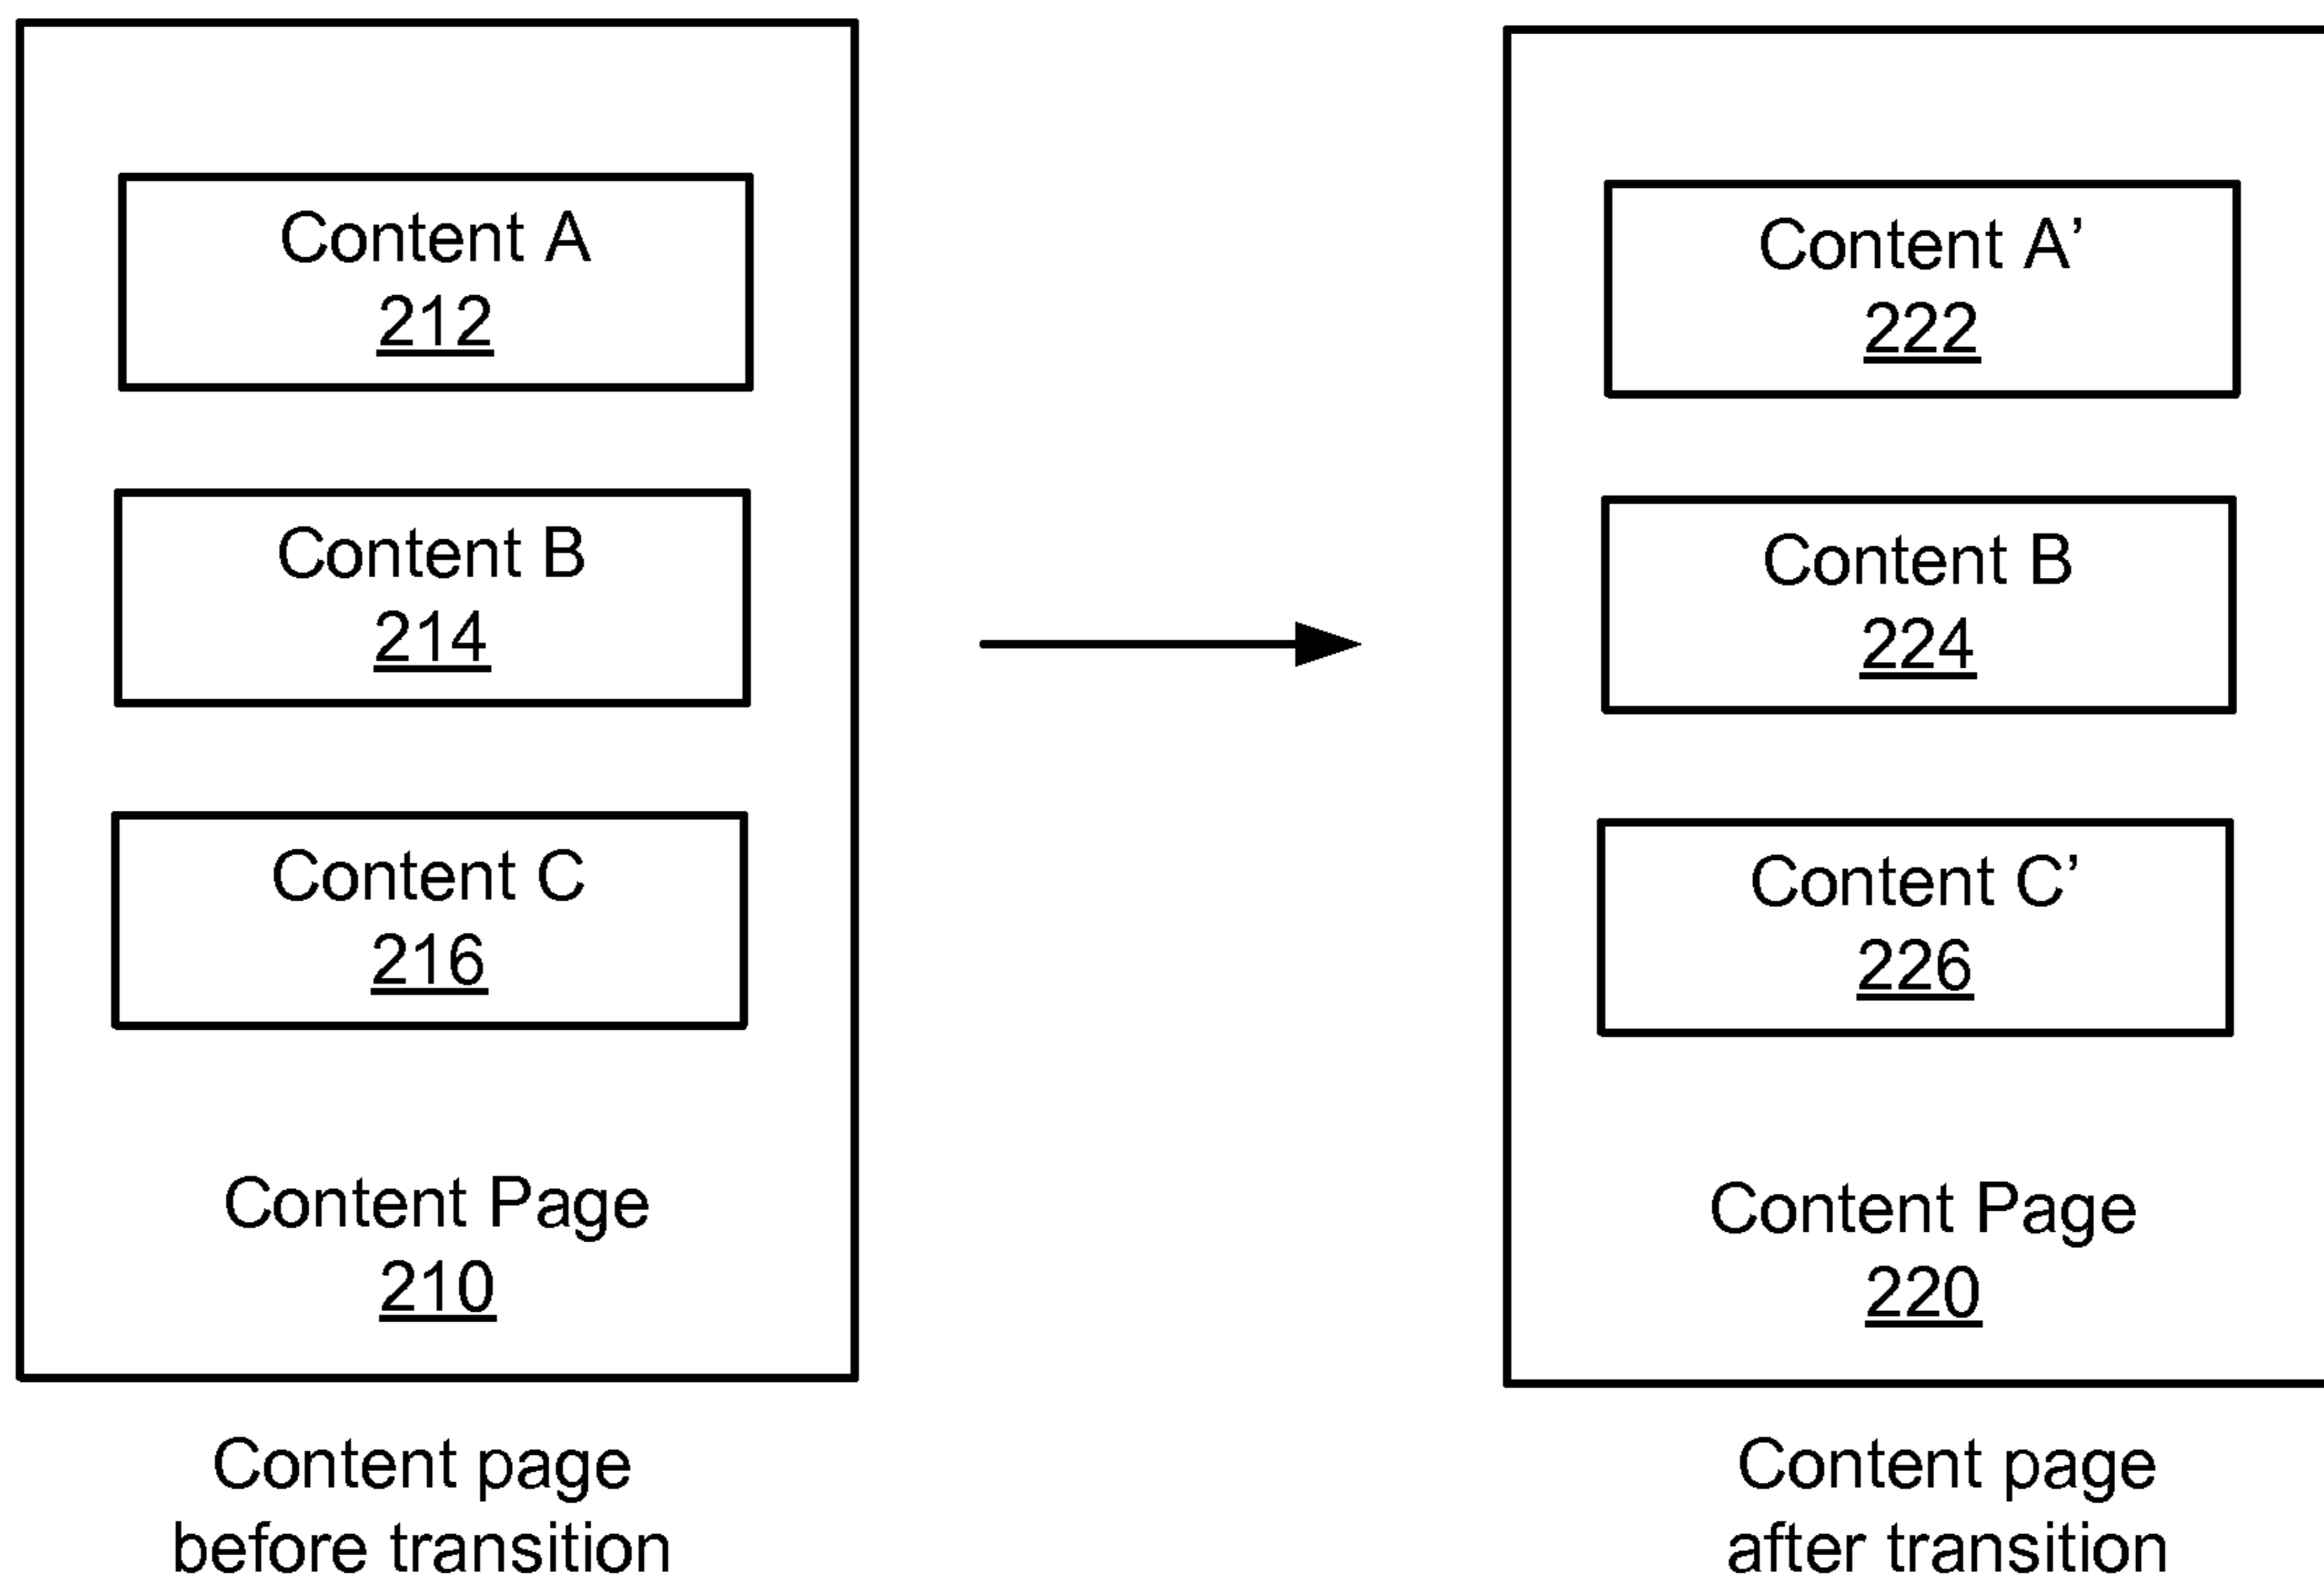 Content A
212
Content B
214
Content C
216
Content Page
210
Content page
before transition
Content A’
222
Content B
224
Content C’
226
Content Page
220
Content page
after transition